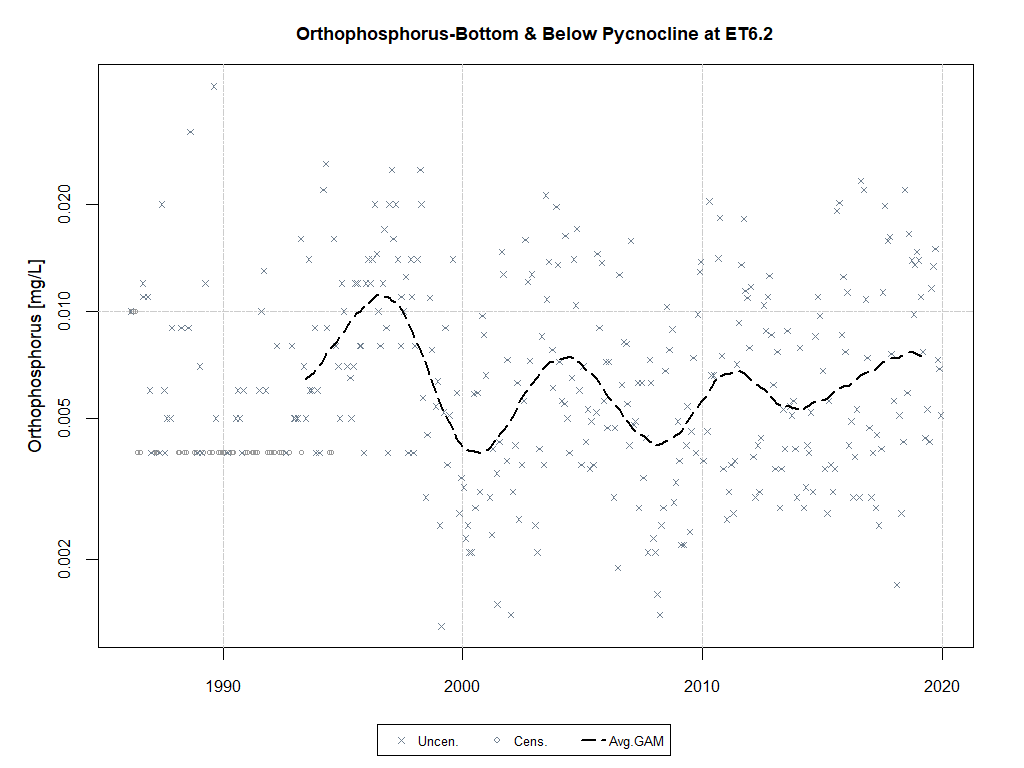 Orthophosphorus-Bottom & Below Pycnocline at ET6.2
Orthophosphorus [mg/L]
0.020
0.010
0.005
0.002
1990 2000 2010 2020
Uncen. Cens. Avg.GAM